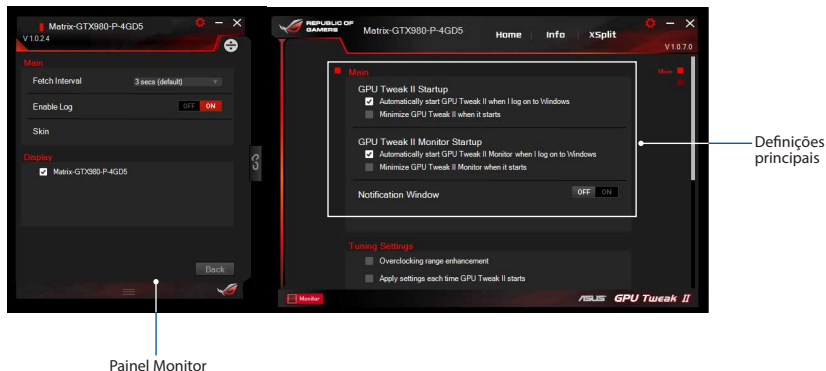 Matrix-GTX980-P-4GD5
V 1.0.2.4
Main
Fetch Interval
3 secs (default)
Enable Log
OFF ON
Skin
Display
Matrix-GTX980-P-4GD5
Back
REPUBLIC OF
GAMERS
Matrix-GTX980-P-4GD5
Home Info XSplit
V 1.0.7.0
Main
Main
GPU Tweak II Startup
Automatically start GPU Tweak II when I log on to Windows
Minimize GPU Tweak II when it starts
GPU Tweak II Monitor Startup
Automatically start GPU Tweak II Monitor when I log on to Windows
Minimize GPU Tweak II Monitor when it starts
Notification Window
OFF ON
Tuning Settings
Overclocking range enhancement
Apply settings each time GPU Tweak II starts
Monitor
ASUS GPU Tweak II
Definições
principais
Painel Monitor